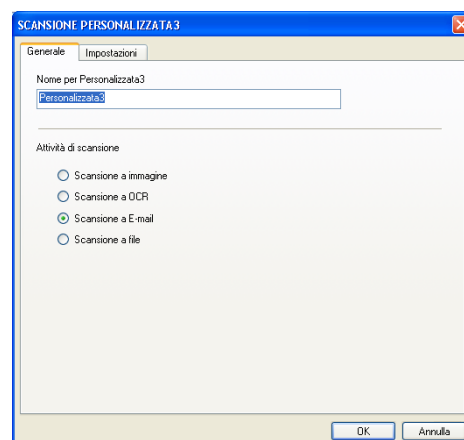 SCANSIONE PERSONALIZZATA3
Generale Impostazioni
Nome per Personalizzata3
Personalizzata3
Attività di scansione
Scansione a immagine
Scansione a OCR
Scansione a E-mail
Scansione a file
OK Annulla